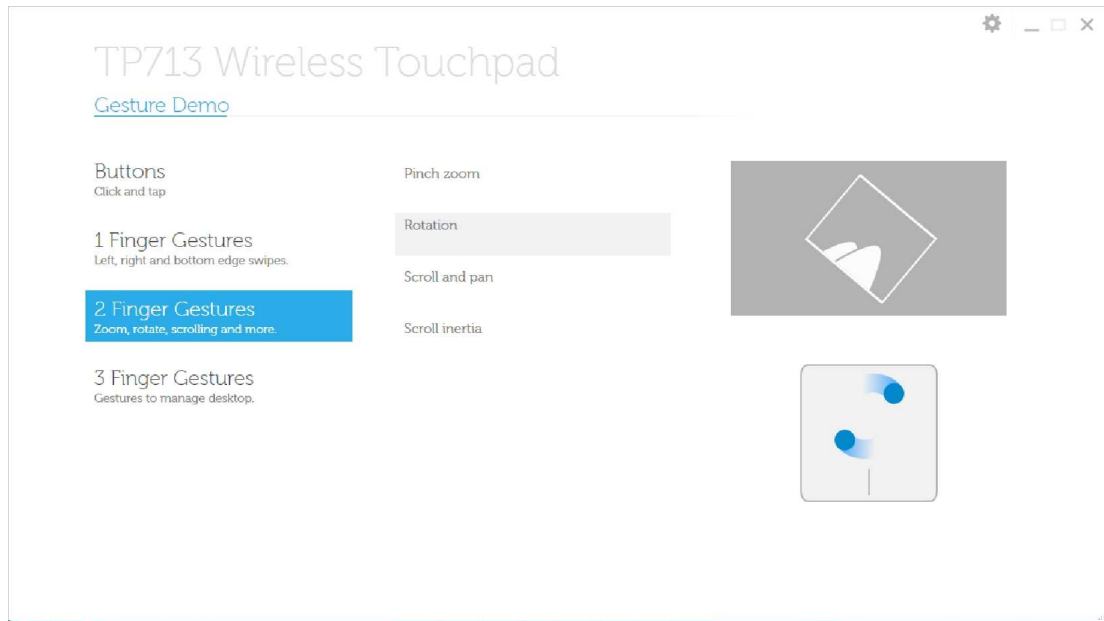 TP713 Wireless Touchpad
Gesture Demo
Buttons
Click and tap
1 Finger Gestures
Left, right and bottom edge swipes.
2 Finger Gestures
Zoom, rotate, scrolling and more.
3 Finger Gestures
Gestures to manage desktop.
Pinch zoom
Rotation
Scroll and pan
Scroll inertia